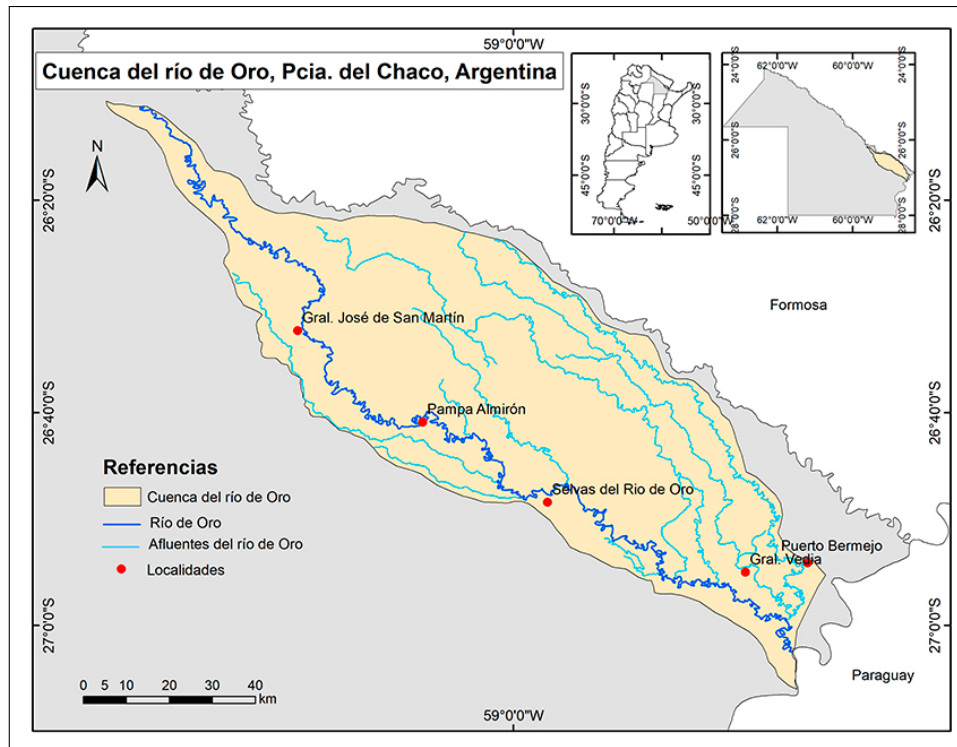 Cuenca del río de Oro, Pcia. del Chaco, Argentina
59°0'0"W
N
26°20'0"S
26°40'0"S
27°0'0"S
30°0'0"S
45°0'0"S
70°0'0"W
50°0'0"W
30°0'0"S
45°0'0"S
62°0'0"W
60°0'0"W
24°0'0"S
26°0'0"S
28°0'0"S
62°0'0"W
60°0'0"W
24°0'0"S
26°0'0"S
28°0'0"S
26°20'0"S
Formosa
Gral. José de San Martín
Pampa Almirón
26°40'0"S
Selvas del Rio de Oro
Puerto Bermejo
Gral. Vedia
27°0'0"S
Paraguay
Referencias
Cuenca del río de Oro
Río de Oro
Afluentes del río de Oro
Localidades
0 5 10 20 30 40
km
59°0'0"W